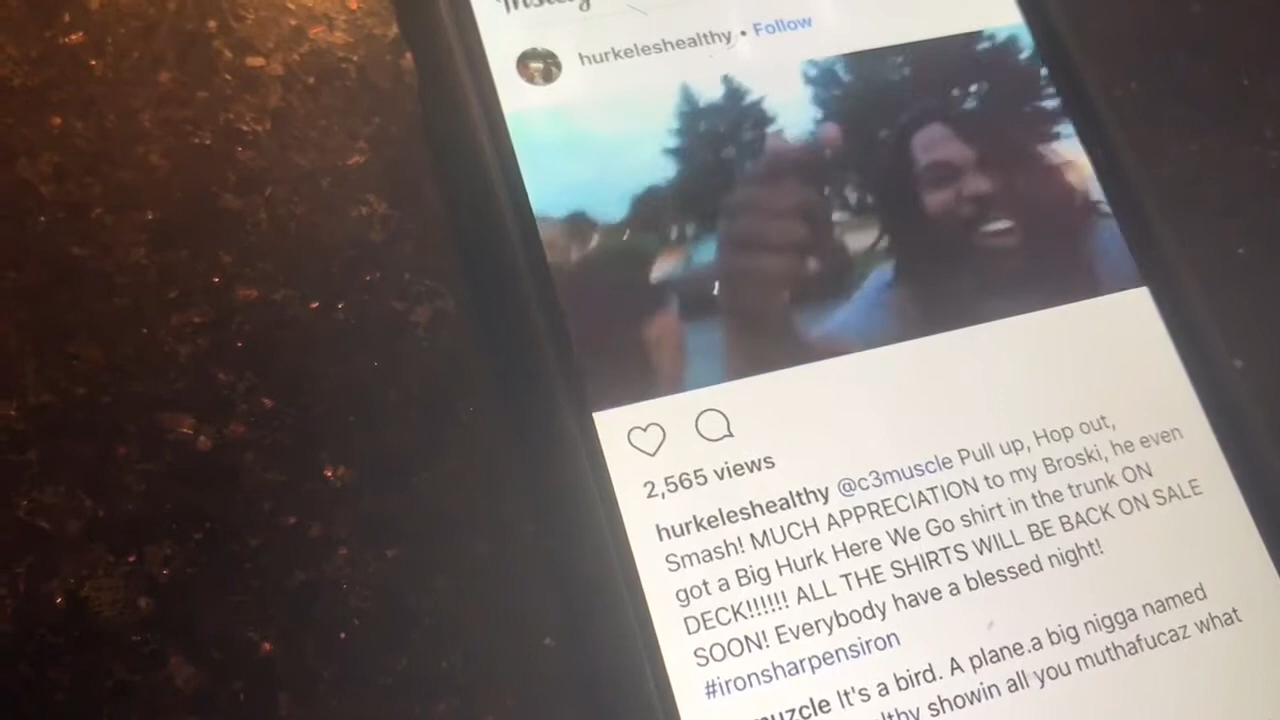 hurkeleshealthy • Follow
2,565 views
hurkeleshealthy @c3muscle Pull up, Hop out,
Smash! MUCH APPRECIATION to my Broski, he even
got a Big Hurk Here We Go shirt in the trunk ON
DECK!!!!!! ALL THE SHIRTS WILL BE BACK ON SALE
SOON! Everybody have a blessed night!
#ironsharpensiron
It's a bird. A plane.a big nigga named
showin all you muthafucaz what